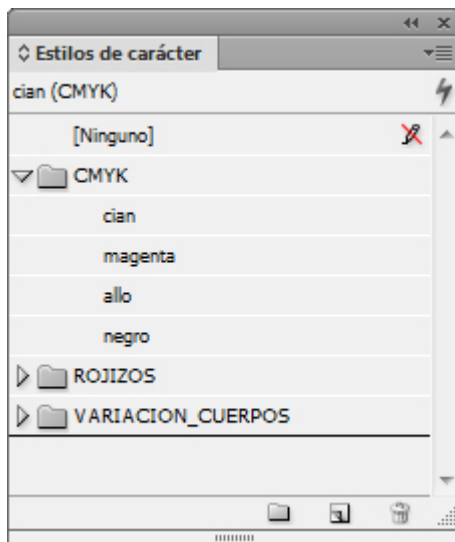 Estilos de carácter
cian (CMYK)
[Ninguno]
CMYK
cian
magenta
allo
negro
ROJIZOS
VARIACION_CUERPOS